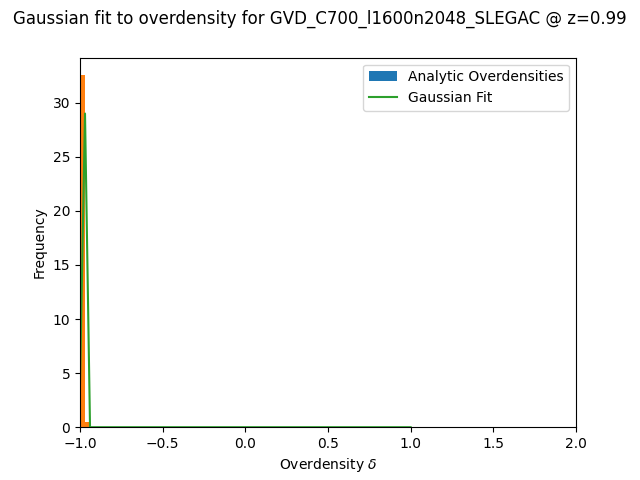 Gaussian fit to overdensity for GVD_C700_l1600n2048_SLEGAC @ z=0.99
Analytic Overdensities
Gaussian Fit
Frequency
30
25
20
15
10
5
0
−1.0 −0.5 0.0 0.5 1.0 1.5 2.0
Overdensity δ